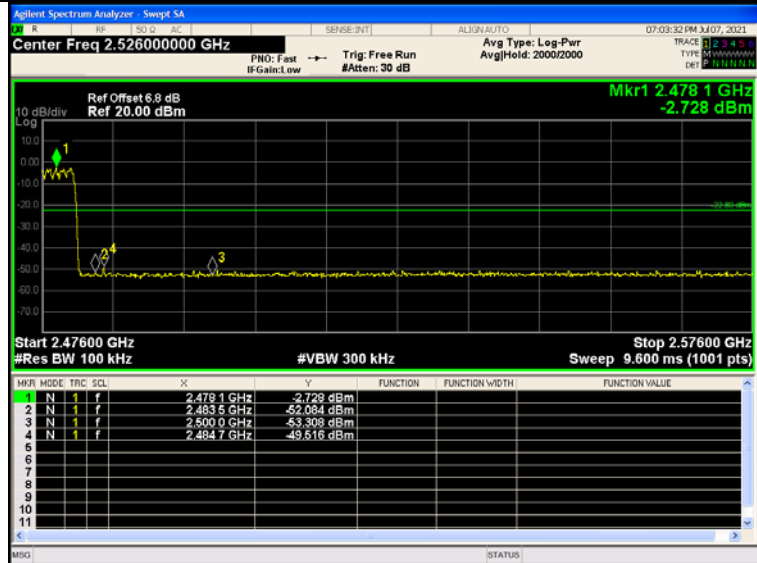 Agilent Spectrum Analyzer - Swept SA
R RF 50 Ω AC SENSE:INT ALIGN AUTO 07:03:32 PM Jul 07, 2021
Center Freq 2.526000000 GHz
PNO: Fast Trig: Free Run Avg Type: Log-Pwr TRACE 1 2 3 4 5 6
IFGain:Low #Atten: 30 dB Avg|Hold: 2000/2000 TYPE M W W W W W
DET P N N N N N
Mkr1 2.478 1 GHz
-2.728 dBm
Ref Offset 6.8 dB
10 dB/div Ref 20.00 dBm
Log
10.0
1
0.00
-10.0
-20.0
-22.80 dBm
-30.0
-40.0
2 4 3
-50.0
-60.0
-70.0
Start 2.47600 GHz Stop 2.57600 GHz
#Res BW 100 kHz #VBW 300 kHz Sweep 9.600 ms (1001 pts)
MKR MODE TRC SCL X Y FUNCTION FUNCTION WIDTH FUNCTION VALUE
1 N 1 f 2.478 1 GHz -2.728 dBm
2 N 1 f 2.483 5 GHz -52.084 dBm
3 N 1 f 2.500 0 GHz -53.308 dBm
4 N 1 f 2.484 7 GHz -49.516 dBm
5
6
7
8
9
10
11
MSG STATUS